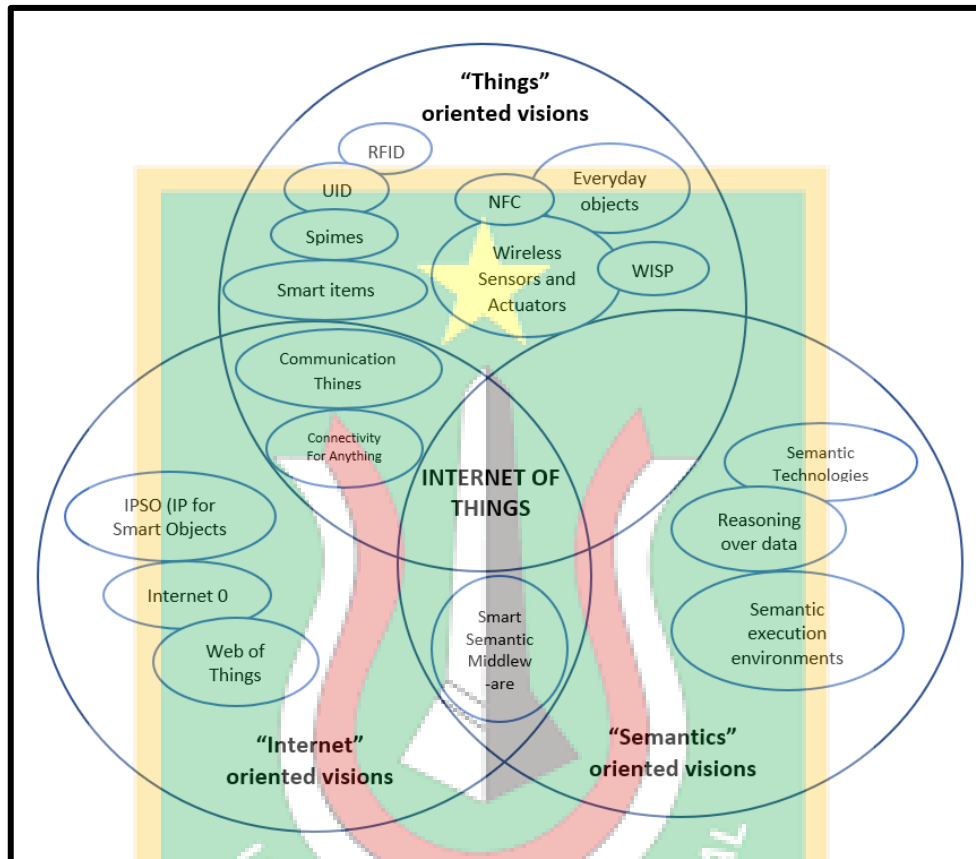 “Things”
oriented visions
RFID
UID
NFC
Everyday
objects
Spimes
Wireless
Sensors and
Actuators
WISP
Smart items
Communication
Things
Connectivity
For Anything
INTERNET OF
THINGS
Semantic
Technologies
IPSO (IP for
Smart Objects
Reasoning
over data
Internet 0
Smart
Semantic
Middlew
-are
Semantic
execution
environments
Web of
Things
“Internet”
oriented visions
“Semantics”
oriented visions